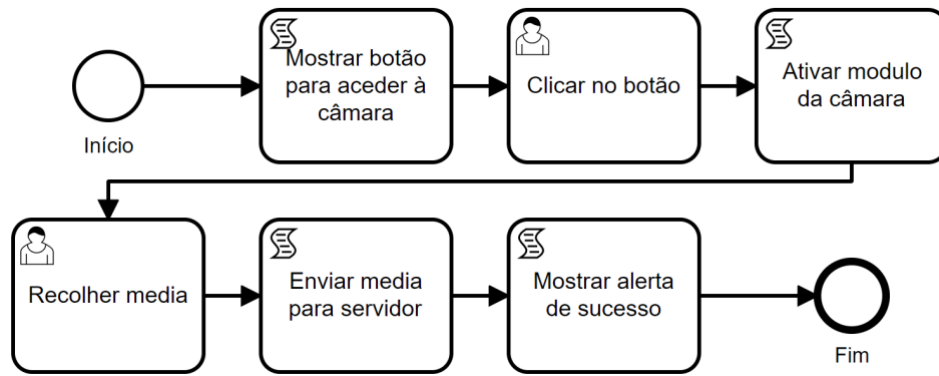 Início
Mostrar botão
para aceder à
câmara
Clicar no botão
Ativar modulo
da câmara
Recolher media
Enviar media
para servidor
Mostrar alerta
de sucesso
Fim